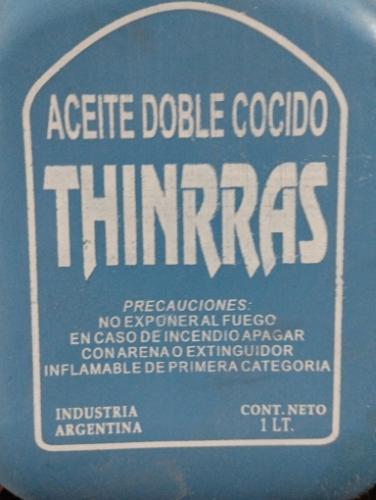 ACEITE DOBLE COCIDO
THINRRAS
PRECAUCIONES:
NO EXPONER AL FUEGO
EN CASO DE INCENDIO APAGAR
CON ARENA O EXTINGUIDOR
INFLAMABLE DE PRIMERA CATEGORIA
INDUSTRIA
ARGENTINA
CONT. NETO
1 LT.